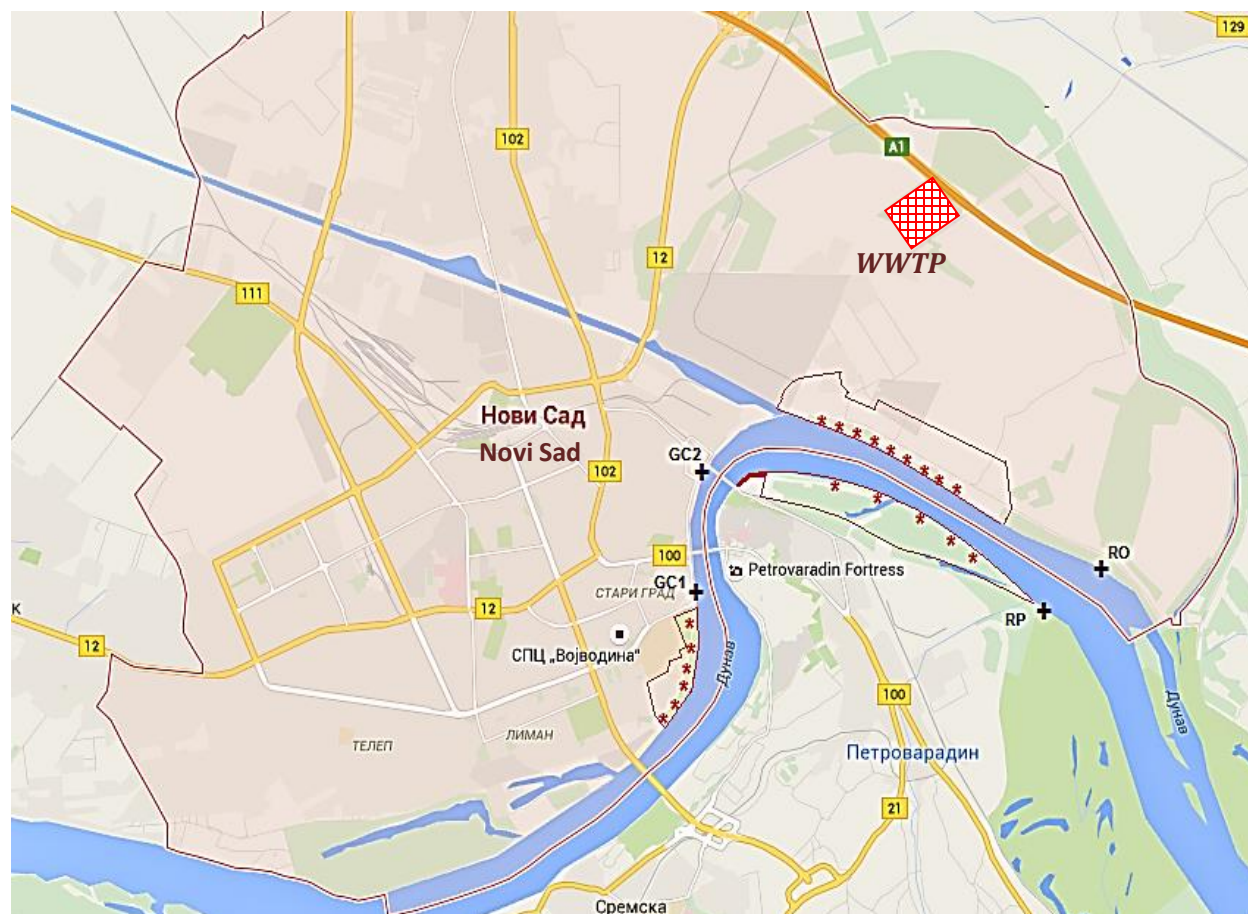 129
102
A1
12
WWTP
111
Нови Сад
Novi Sad
GC2
102
100
Petrovaradin Fortress
RO
GC1
СТАРИ ГРАД
12
RP
К
12
СПЦ „Војводина“
Дунав
100
Дунав
ТЕЛЕП
ЛИМАН
Петроварадин
21
100
Сремска